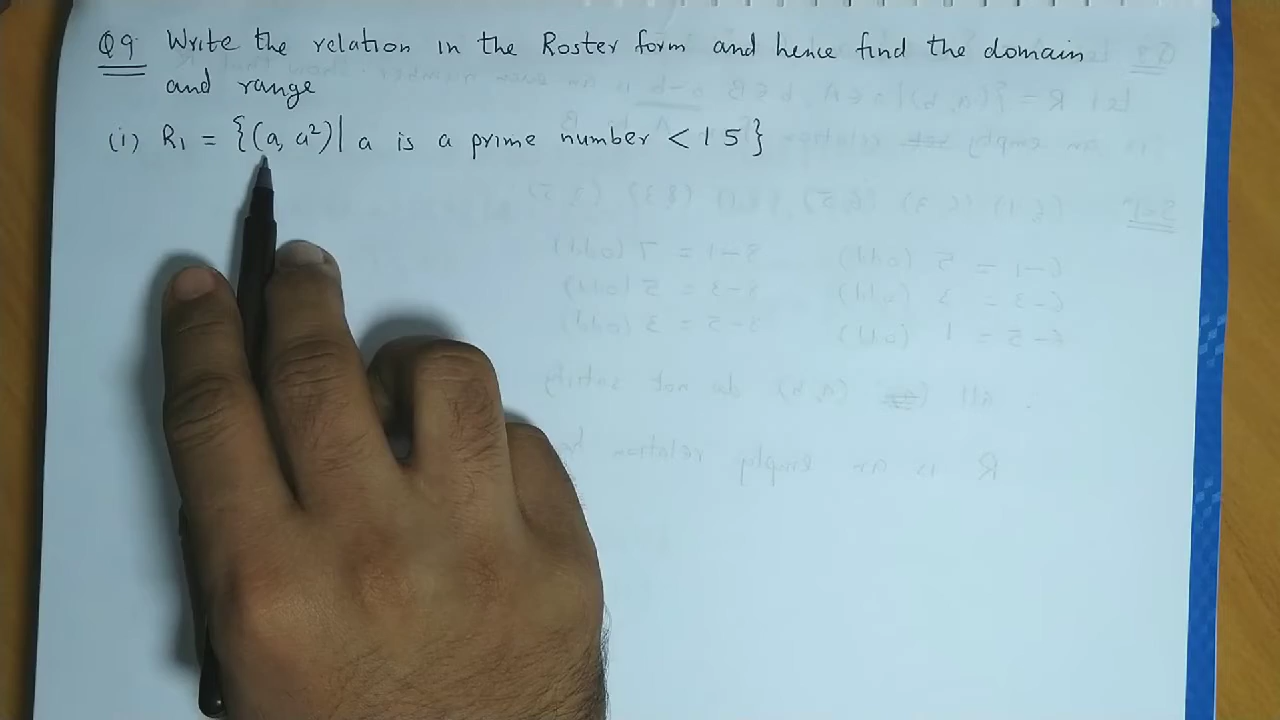 Q9. Write the relation in the Roster form and hence find the domain
and range
(i) R₁ = {(a, a²)| a is a prime number < 15}